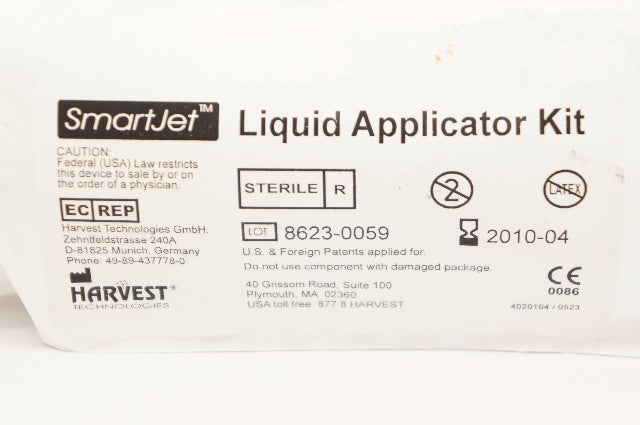 SmartJet™
Liquid Applicator Kit
CAUTION:
Federal (USA) Law restricts
this device to sale by or on
the order of a physician.
EC REP
Harvest Technologies GmbH.
Zehntfeldstrasse 240A
D-81825 Munich, Germany
Phone: 49-89-437778-0
HARVEST®
TECHNOLOGIES
STERILE R
2
LATEX
LOT 8623-0059
2010-04
U.S. & Foreign Patents applied for.
Do not use component with damaged package.
40 Grissom Road, Suite 100
Plymouth, MA 02360
USA toll free: 877 8 HARVEST
CE
0086
4020104 / 0523